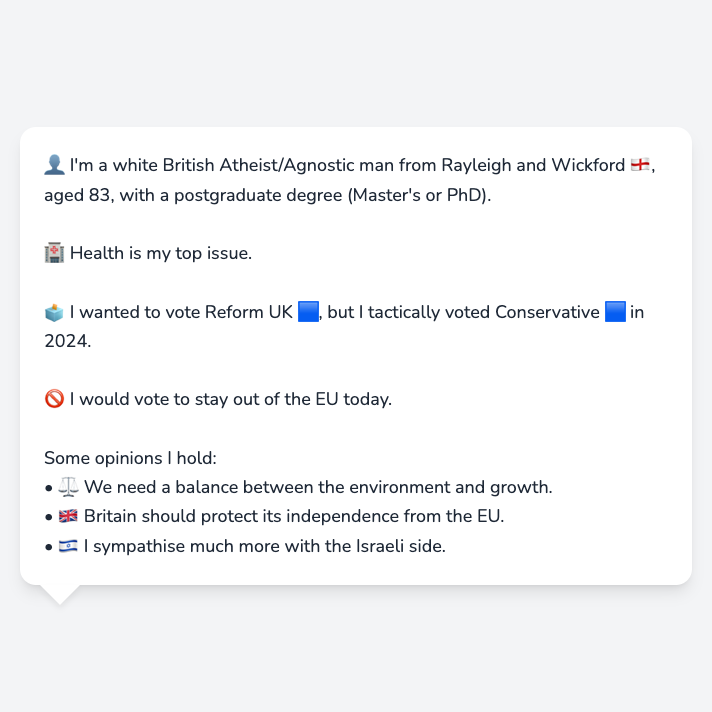 👤 I'm a white British Atheist/Agnostic man from Rayleigh and Wickford 🏴󠁧󠁢󠁥󠁮󠁧󠁿,
aged 83, with a postgraduate degree (Master's or PhD).
🏥 Health is my top issue.
🗳️ I wanted to vote Reform UK 🟦, but I tactically voted Conservative 🟦 in
2024.
🚫 I would vote to stay out of the EU today.
Some opinions I hold:
• ⚖️ We need a balance between the environment and growth.
• 🇬🇧 Britain should protect its independence from the EU.
• 🇮🇱 I sympathise much more with the Israeli side.